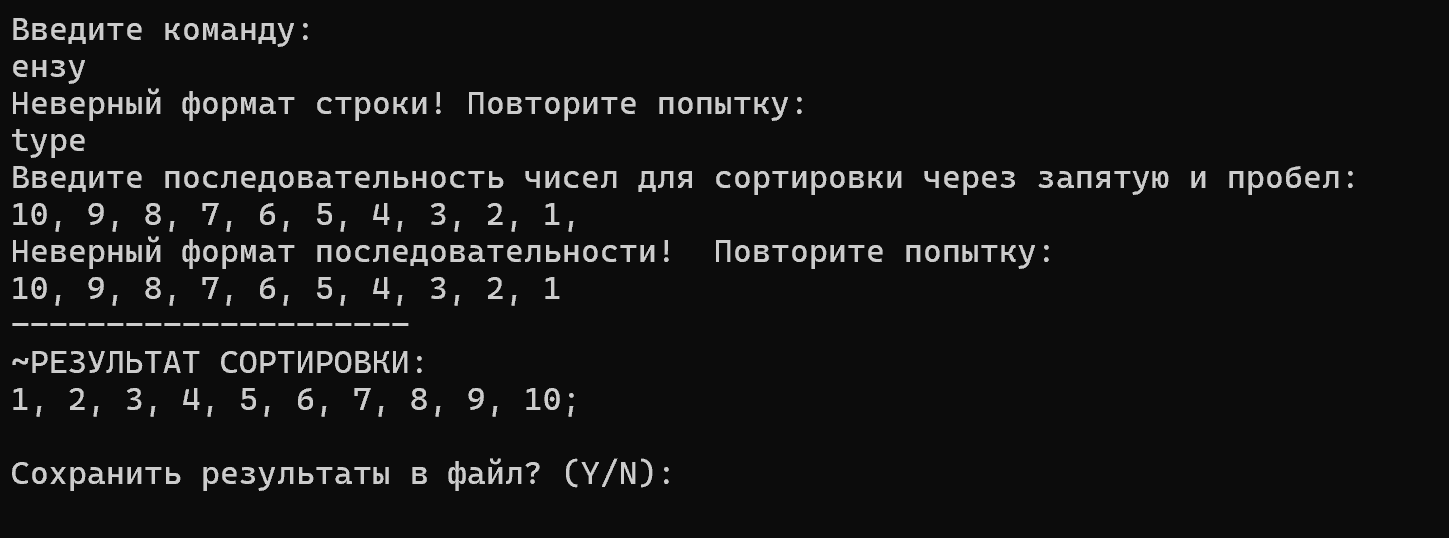 Введите команду:
ензу
Неверный формат строки! Повторите попытку:
type
Введите последовательность чисел для сортировки через запятую и пробел:
10, 9, 8, 7, 6, 5, 4, 3, 2, 1,
Неверный формат последовательности!  Повторите попытку:
10, 9, 8, 7, 6, 5, 4, 3, 2, 1
---------------------
~РЕЗУЛЬТАТ СОРТИРОВКИ:
1, 2, 3, 4, 5, 6, 7, 8, 9, 10;
Сохранить результаты в файл? (Y/N):